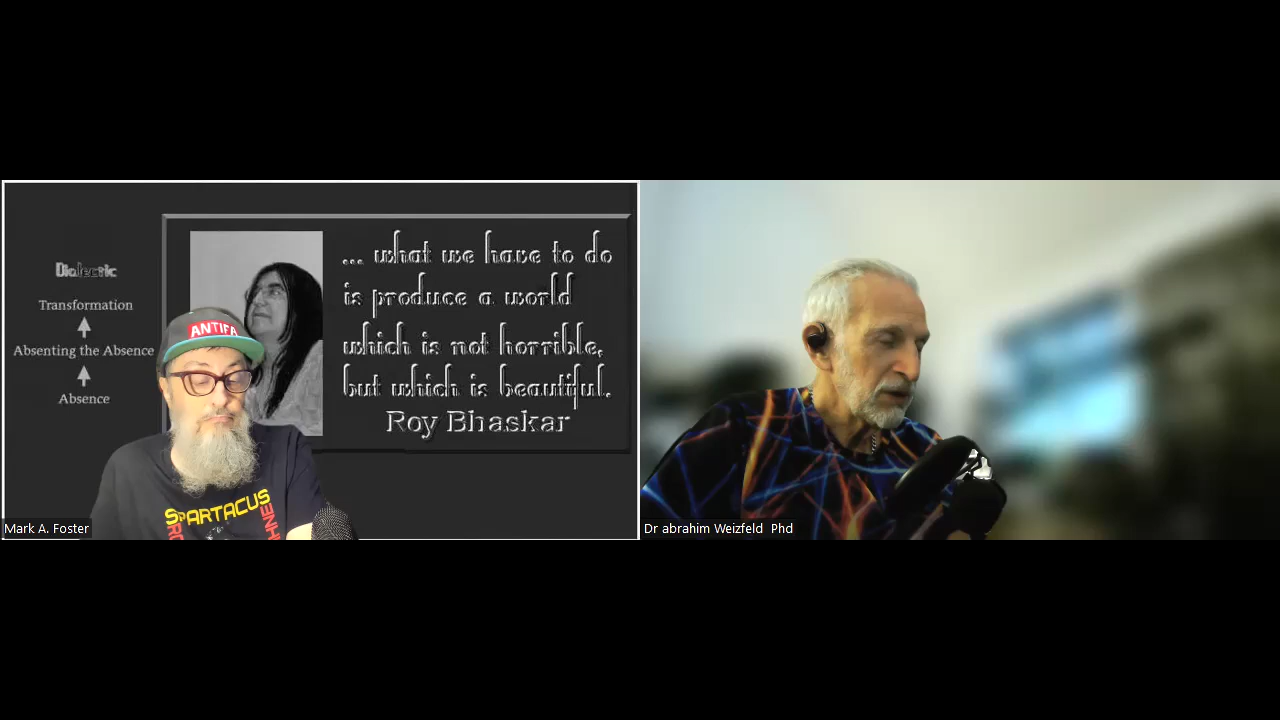 Dialectic
Transformation
Absenting the Absence
Absence
... what we have to do
is produce a world
which is not horrible,
but which is beautiful.
Roy Bhaskar
ANTIFA
SPARTACUS
Mark A. Foster
Dr abrahim Weizfeld  Phd